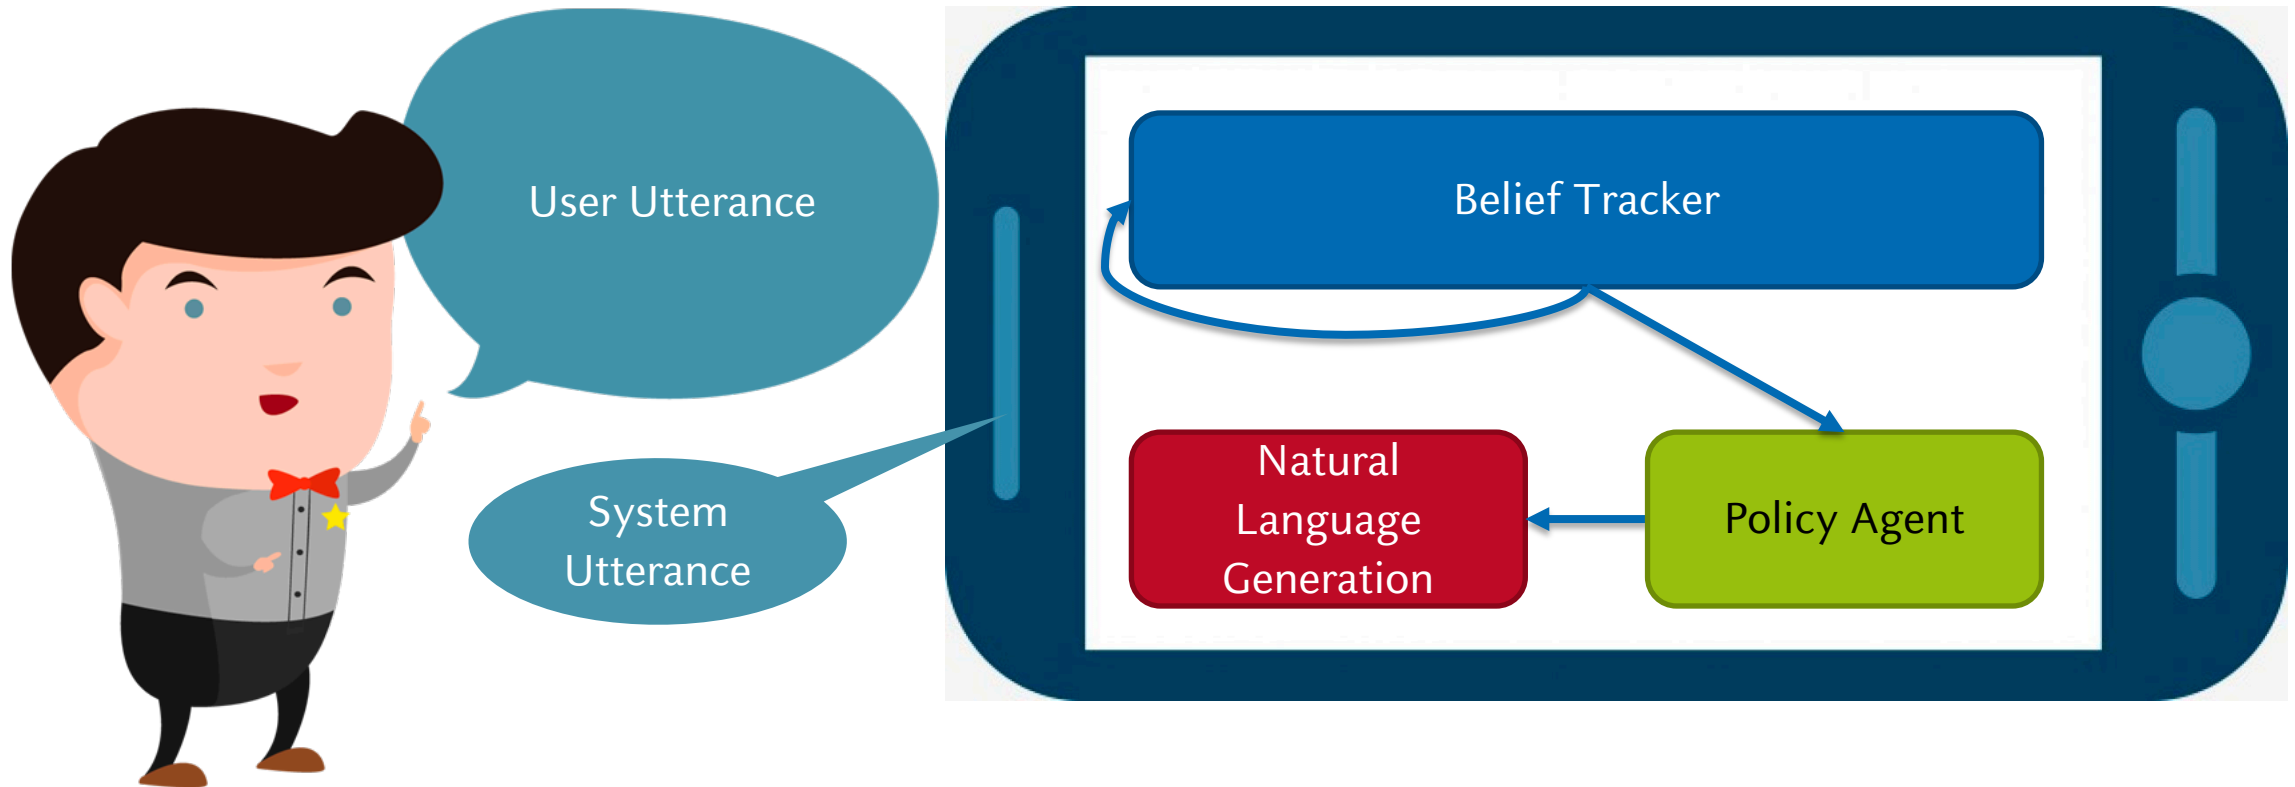 User Utterance
Belief Tracker
System
Utterance
Natural
Language
Generation
Policy Agent